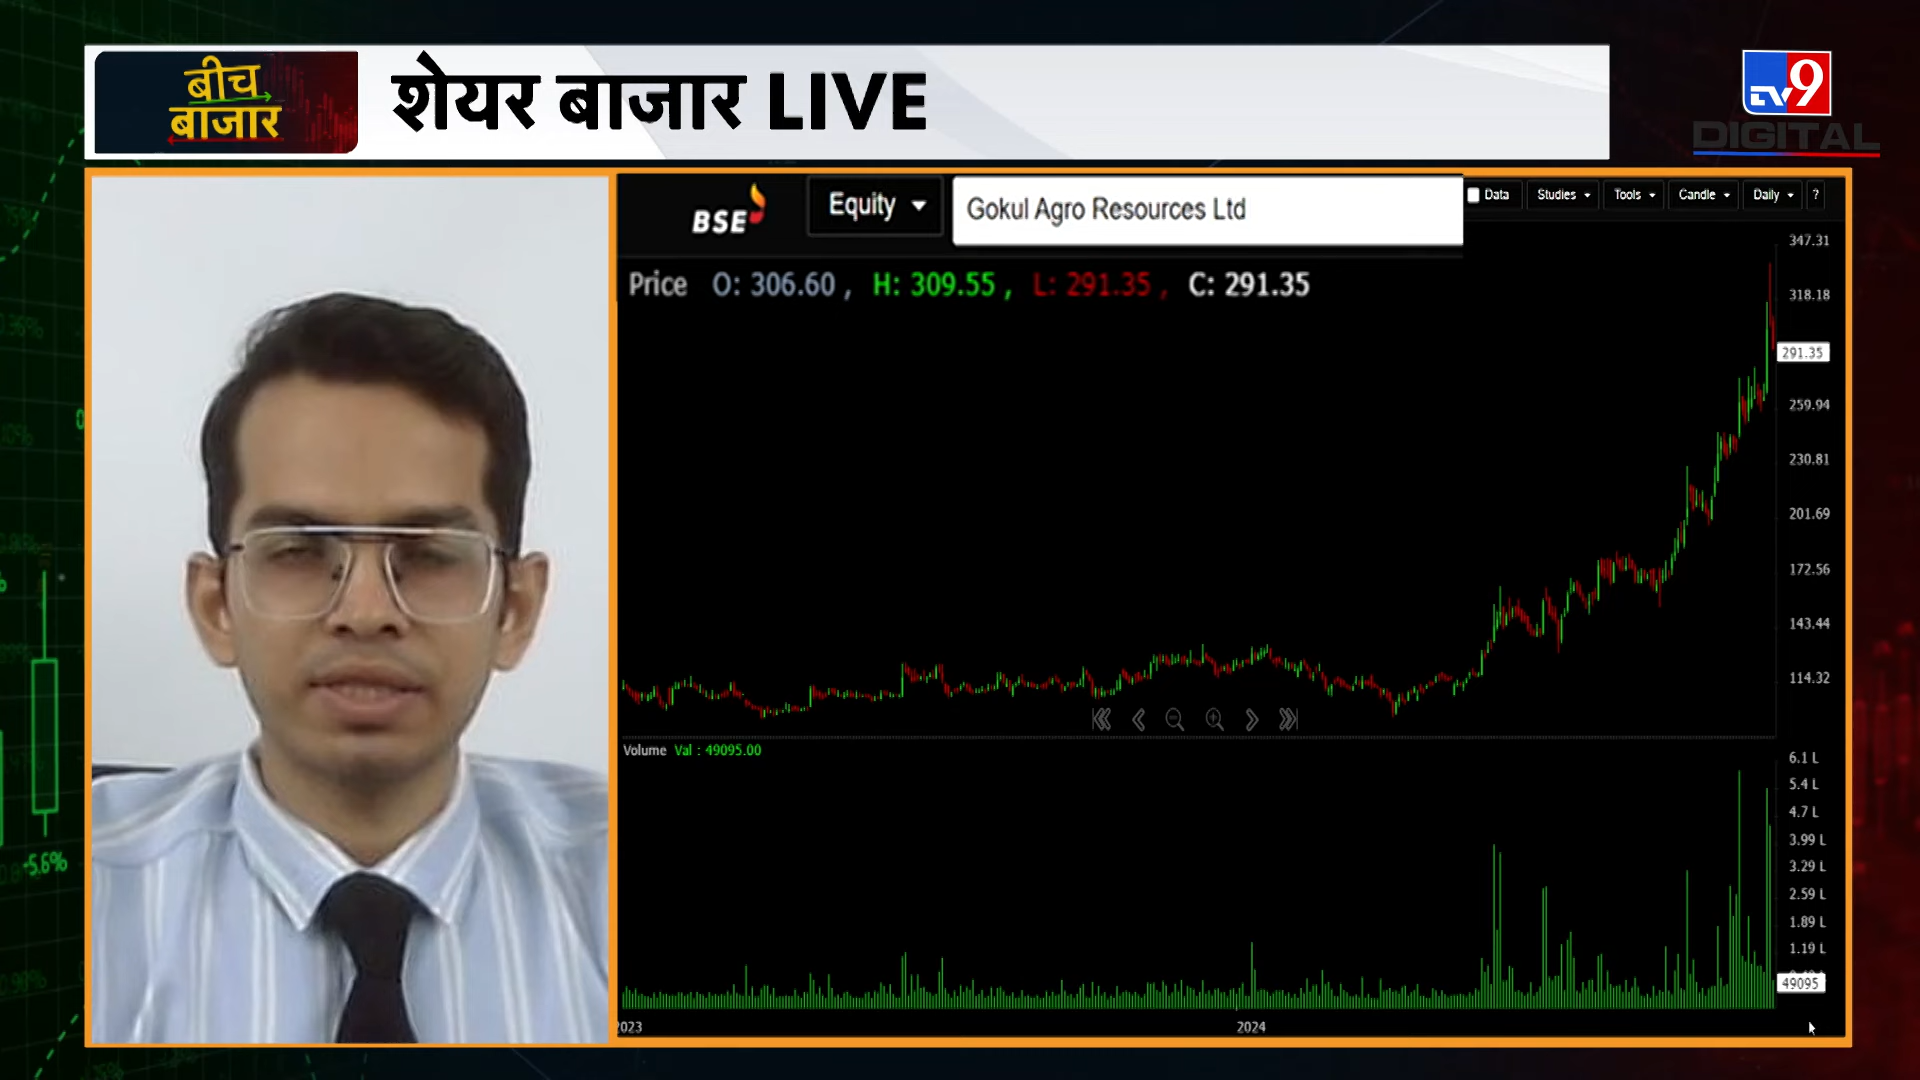 बीच
बाजार
शेयर बाजार LIVE
TV9
DIGITAL
BSE
Equity
Gokul Agro Resources Ltd
Data
Studies
Tools
Candle
Daily
?
Price O: 306.60 , H: 309.55 , L: 291.35 , C: 291.35
347.31
318.18
291.35
259.94
230.81
201.69
172.56
143.44
114.32
Volume Val : 49095.00
6.1 L
5.4 L
4.7 L
3.99 L
3.29 L
2.59 L
1.89 L
1.19 L
49095
2023
2024
-5.6%